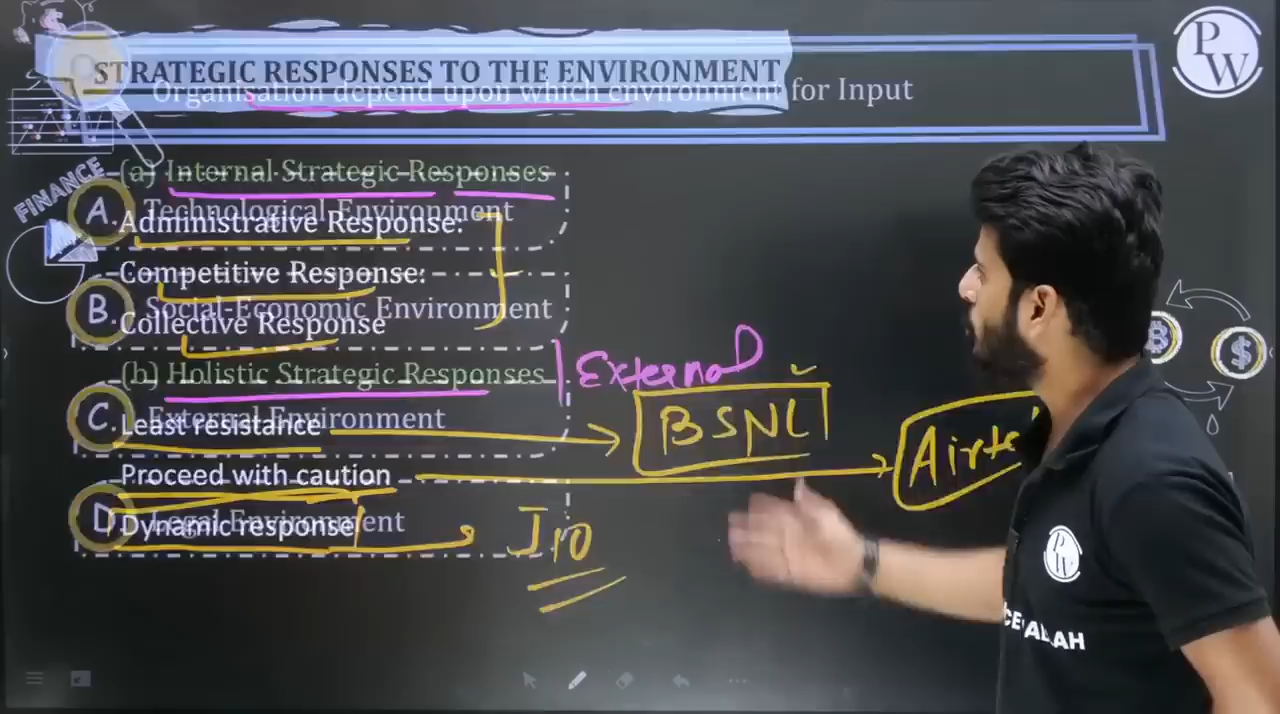 STRATEGIC RESPONSES TO THE ENVIRONMENT
Organisation depend upon which environment for Input
PW
FINANCE
(a) Internal Strategic Responses
A. Technological Environment
Administrative Response:
Competitive Response:
B. Social-Economic Environment
Collective Response
(b) Holistic Strategic Responses | External
C. External Environment
Least resistance BSNL
Airte
Proceed with caution
D. Legal Environment
Dynamic response JIO
PW